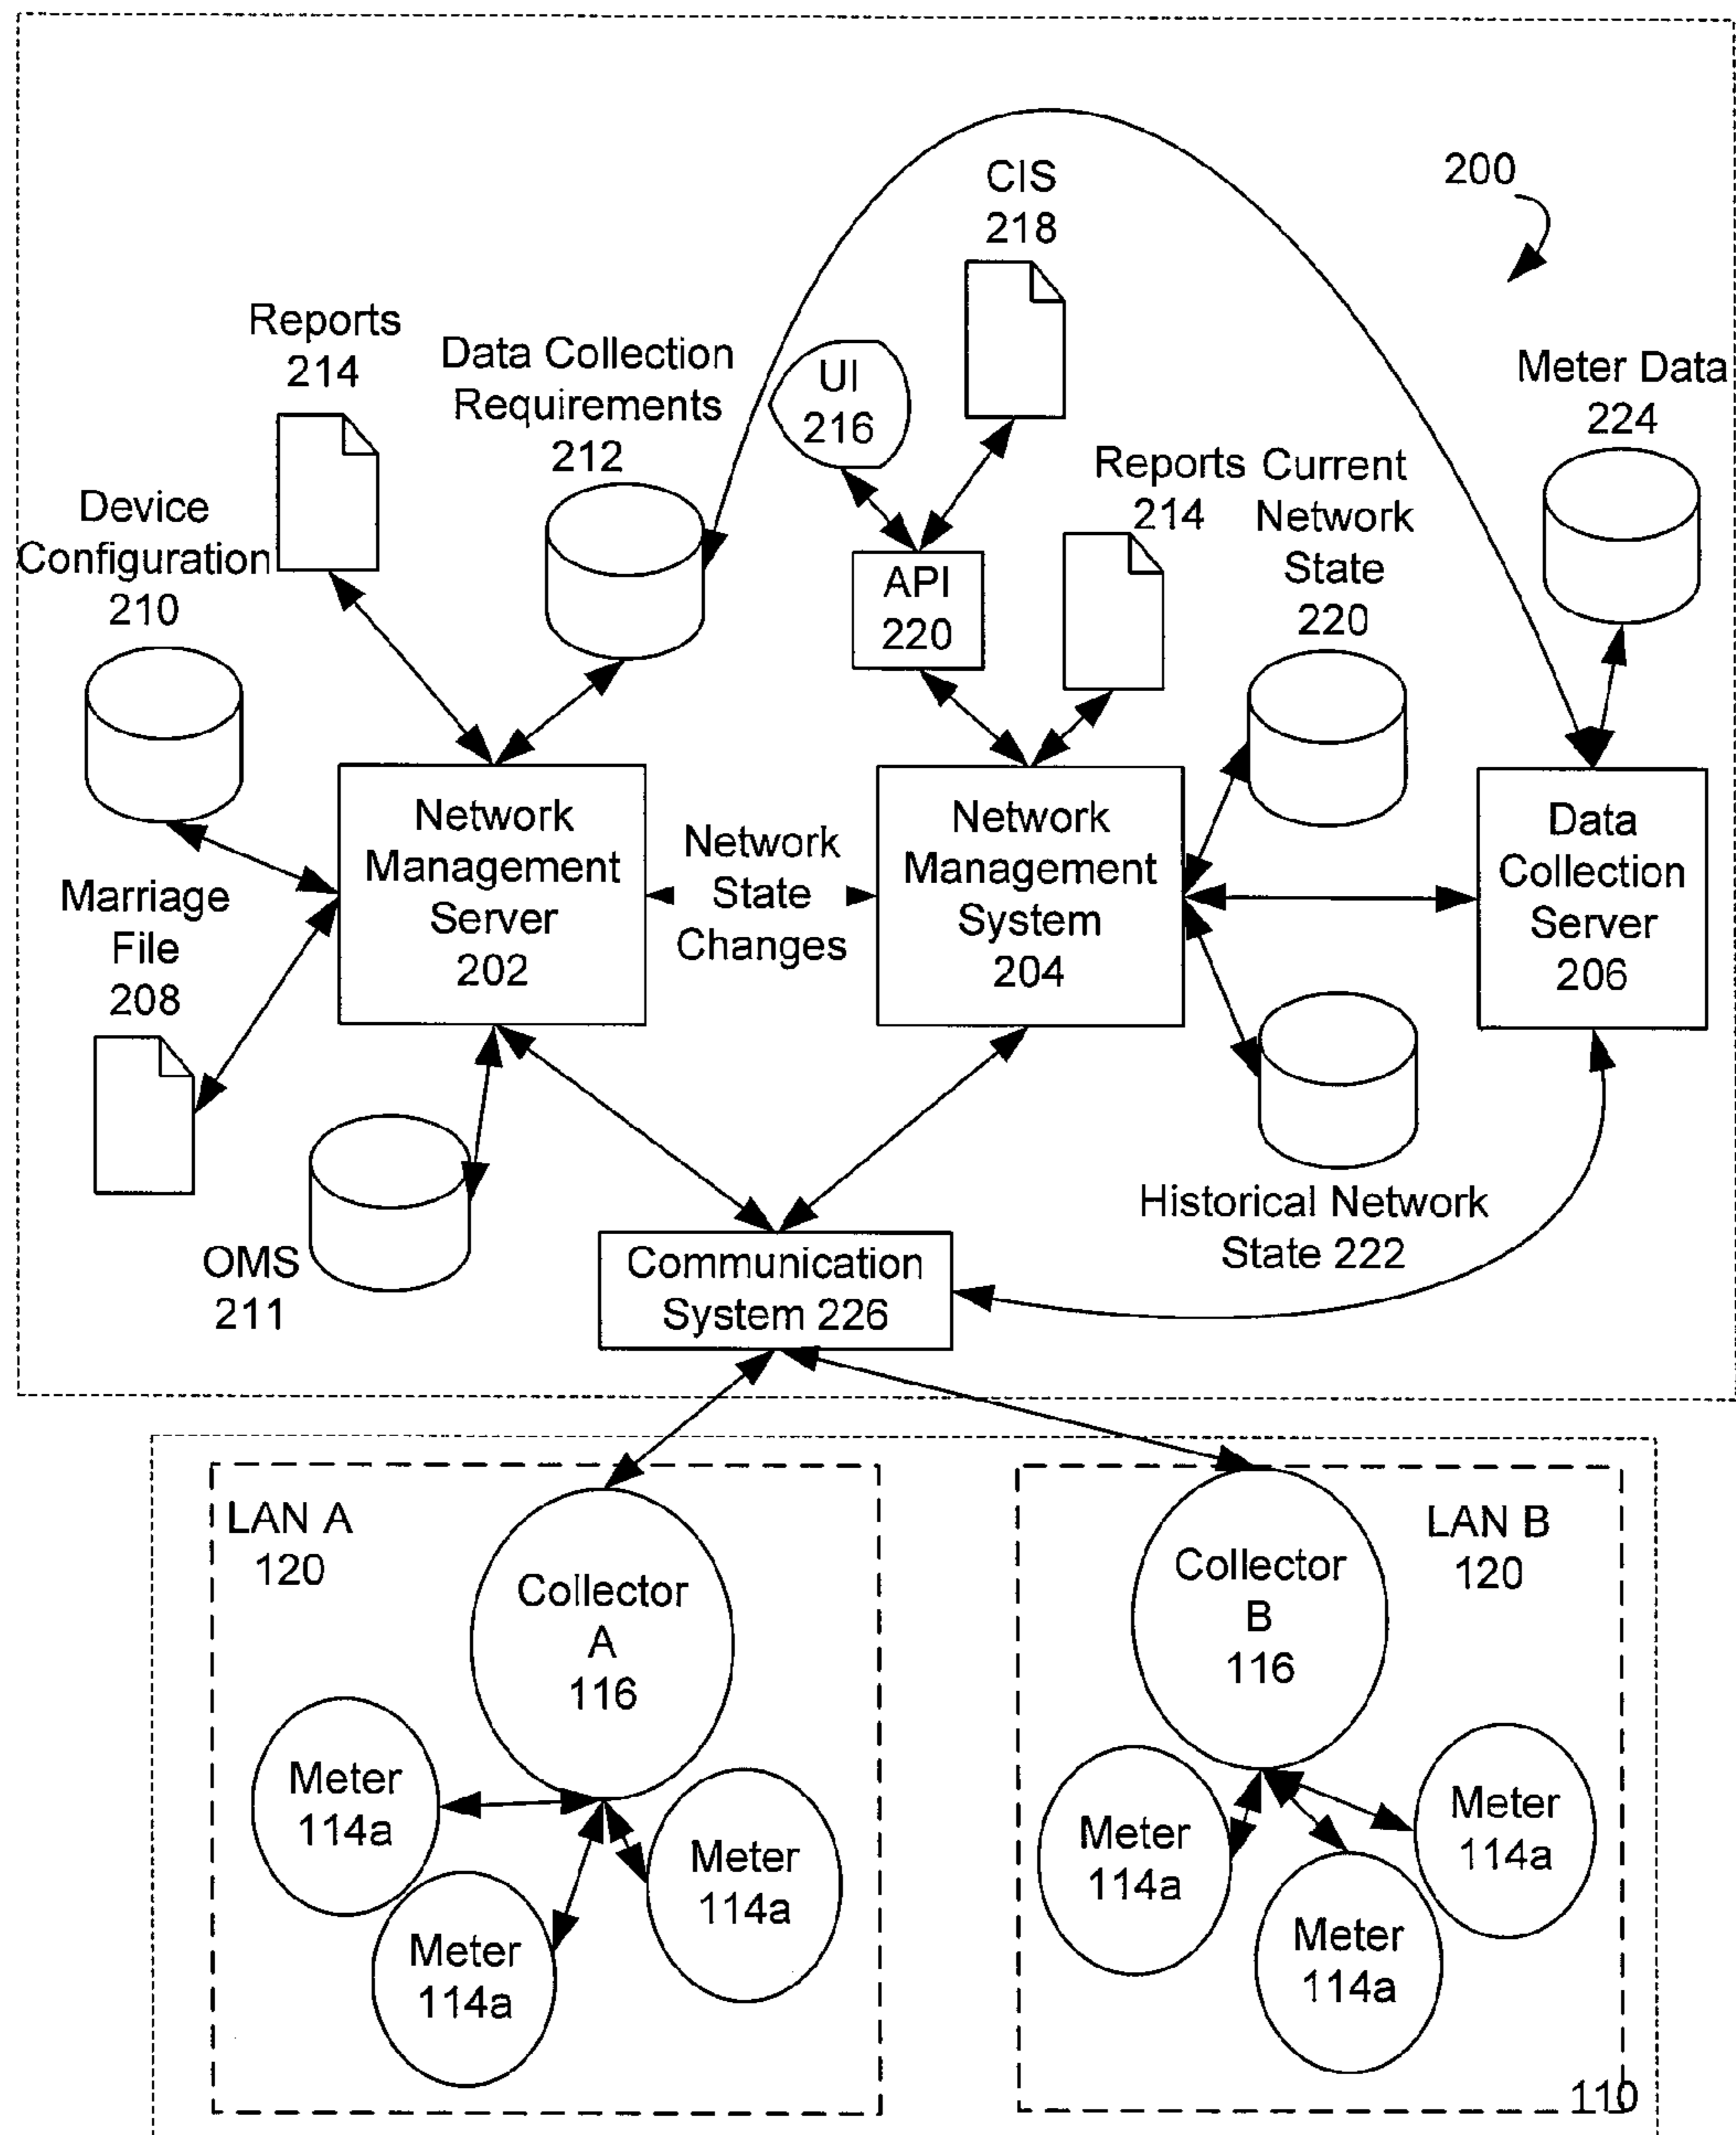 200
CIS
218
Reports
214
Data Collection
Requirements
212
UI
216
Meter Data
224
Device
Configuration
210
Reports
214
Current
Network
State
220
API
220
Marriage
File
208
Network
Management
Server
202
Network
State
Changes
Network
Management
System
204
Data
Collection
Server
206
OMS
211
Communication
System 226
Historical Network
State 222
LAN A
120
Collector
A
116
Meter
114a
Meter
114a
Meter
114a
LAN B
120
Collector
B
116
Meter
114a
Meter
114a
Meter
114a
110